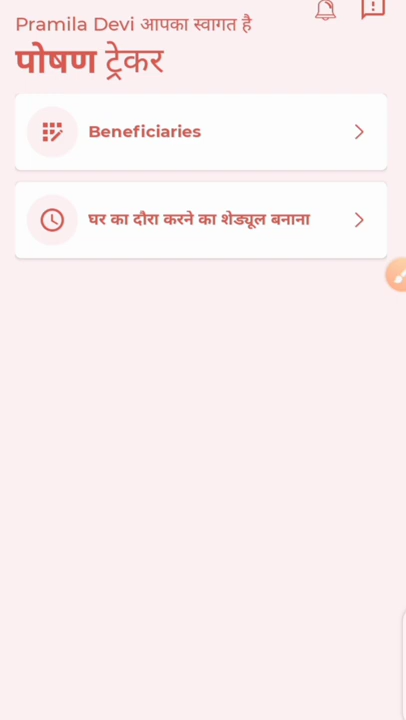 Pramila Devi आपका स्वागत है
पोषण ट्रेकर
Beneficiaries
घर का दौरा करने का शेड्यूल बनाना